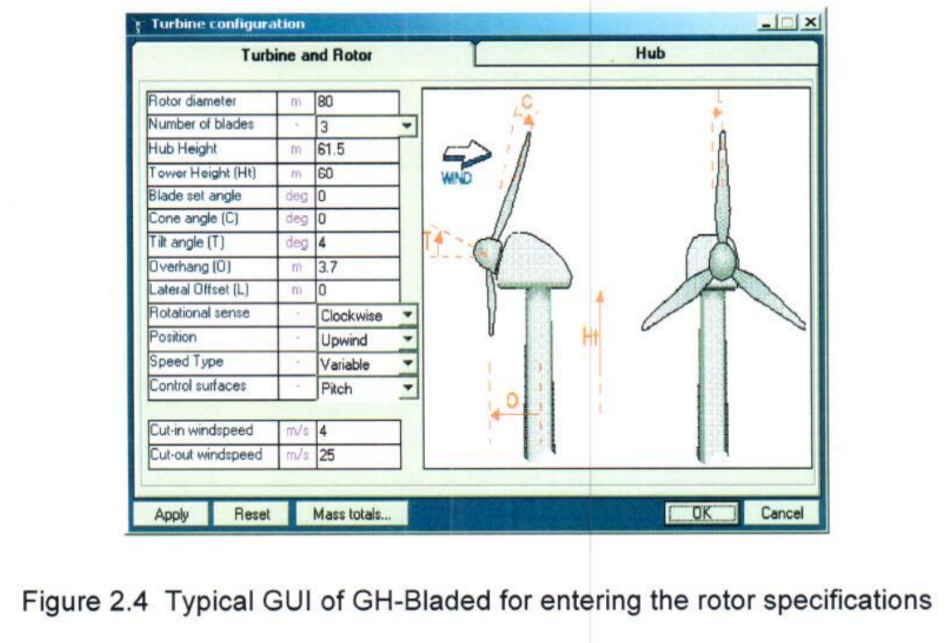 Turbine configuration
Turbine and Rotor
Hub
Rotor diameter m 80
Number of blades - 3
Hub Height m 61.5
Tower Height (Ht) m 60
Blade set angle deg 0
Cone angle (C) deg 0
Tilt angle (T) deg 4
Overhang (O) m 3.7
Lateral Offset (L) m 0
Rotational sense - Clockwise
Position - Upwind
Speed Type - Variable
Control surfaces - Pitch
Cut-in windspeed m/s 4
Cut-out windspeed m/s 25
C
L
WIND
T
Ht
O
Apply Reset Mass totals... OK Cancel
Figure 2.4 Typical GUI of GH-Bladed for entering the rotor specifications